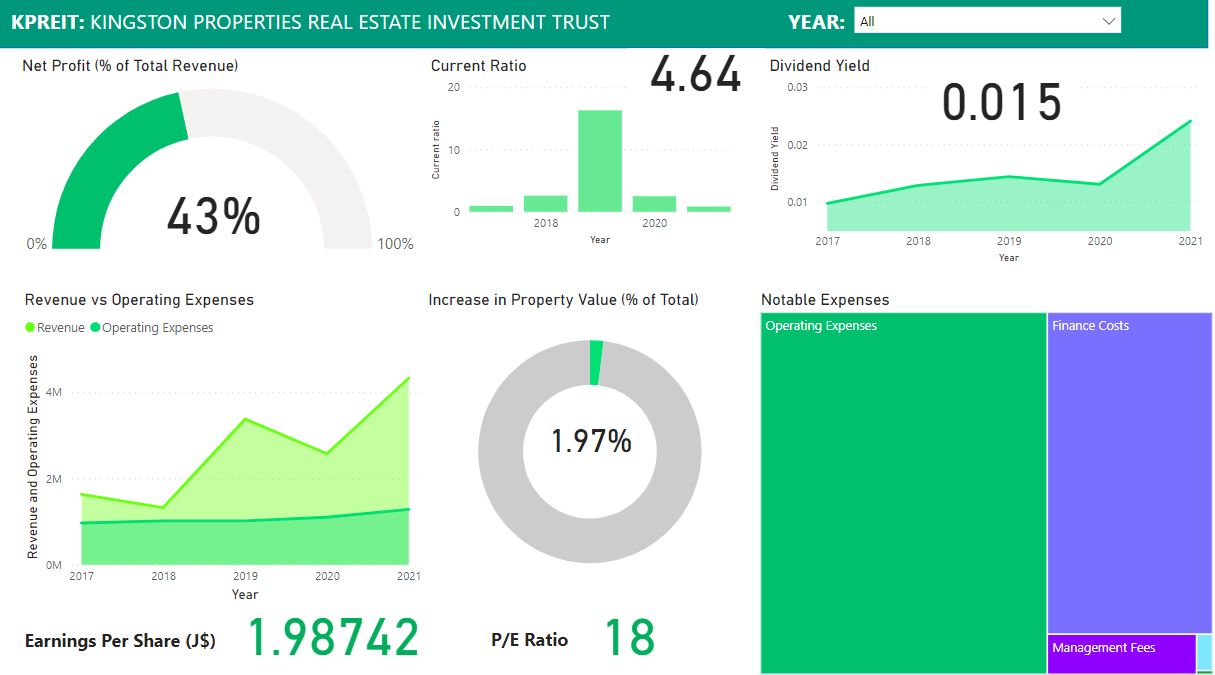 KPREIT: KINGSTON PROPERTIES REAL ESTATE INVESTMENT TRUST
YEAR: All
Net Profit (% of Total Revenue)
43%
0%
100%
Current Ratio
4.64
20
10
0
Current ratio
2018
2020
Year
Dividend Yield
0.015
0.03
0.02
0.01
Dividend Yield
2017
2018
2019
2020
2021
Year
Revenue vs Operating Expenses
Revenue
Operating Expenses
Revenue and Operating Expenses
4M
2M
0M
2017
2018
2019
2020
2021
Year
Increase in Property Value (% of Total)
1.97%
Notable Expenses
Operating Expenses
Finance Costs
Management Fees
Earnings Per Share (J$) 1.98742
P/E Ratio 18